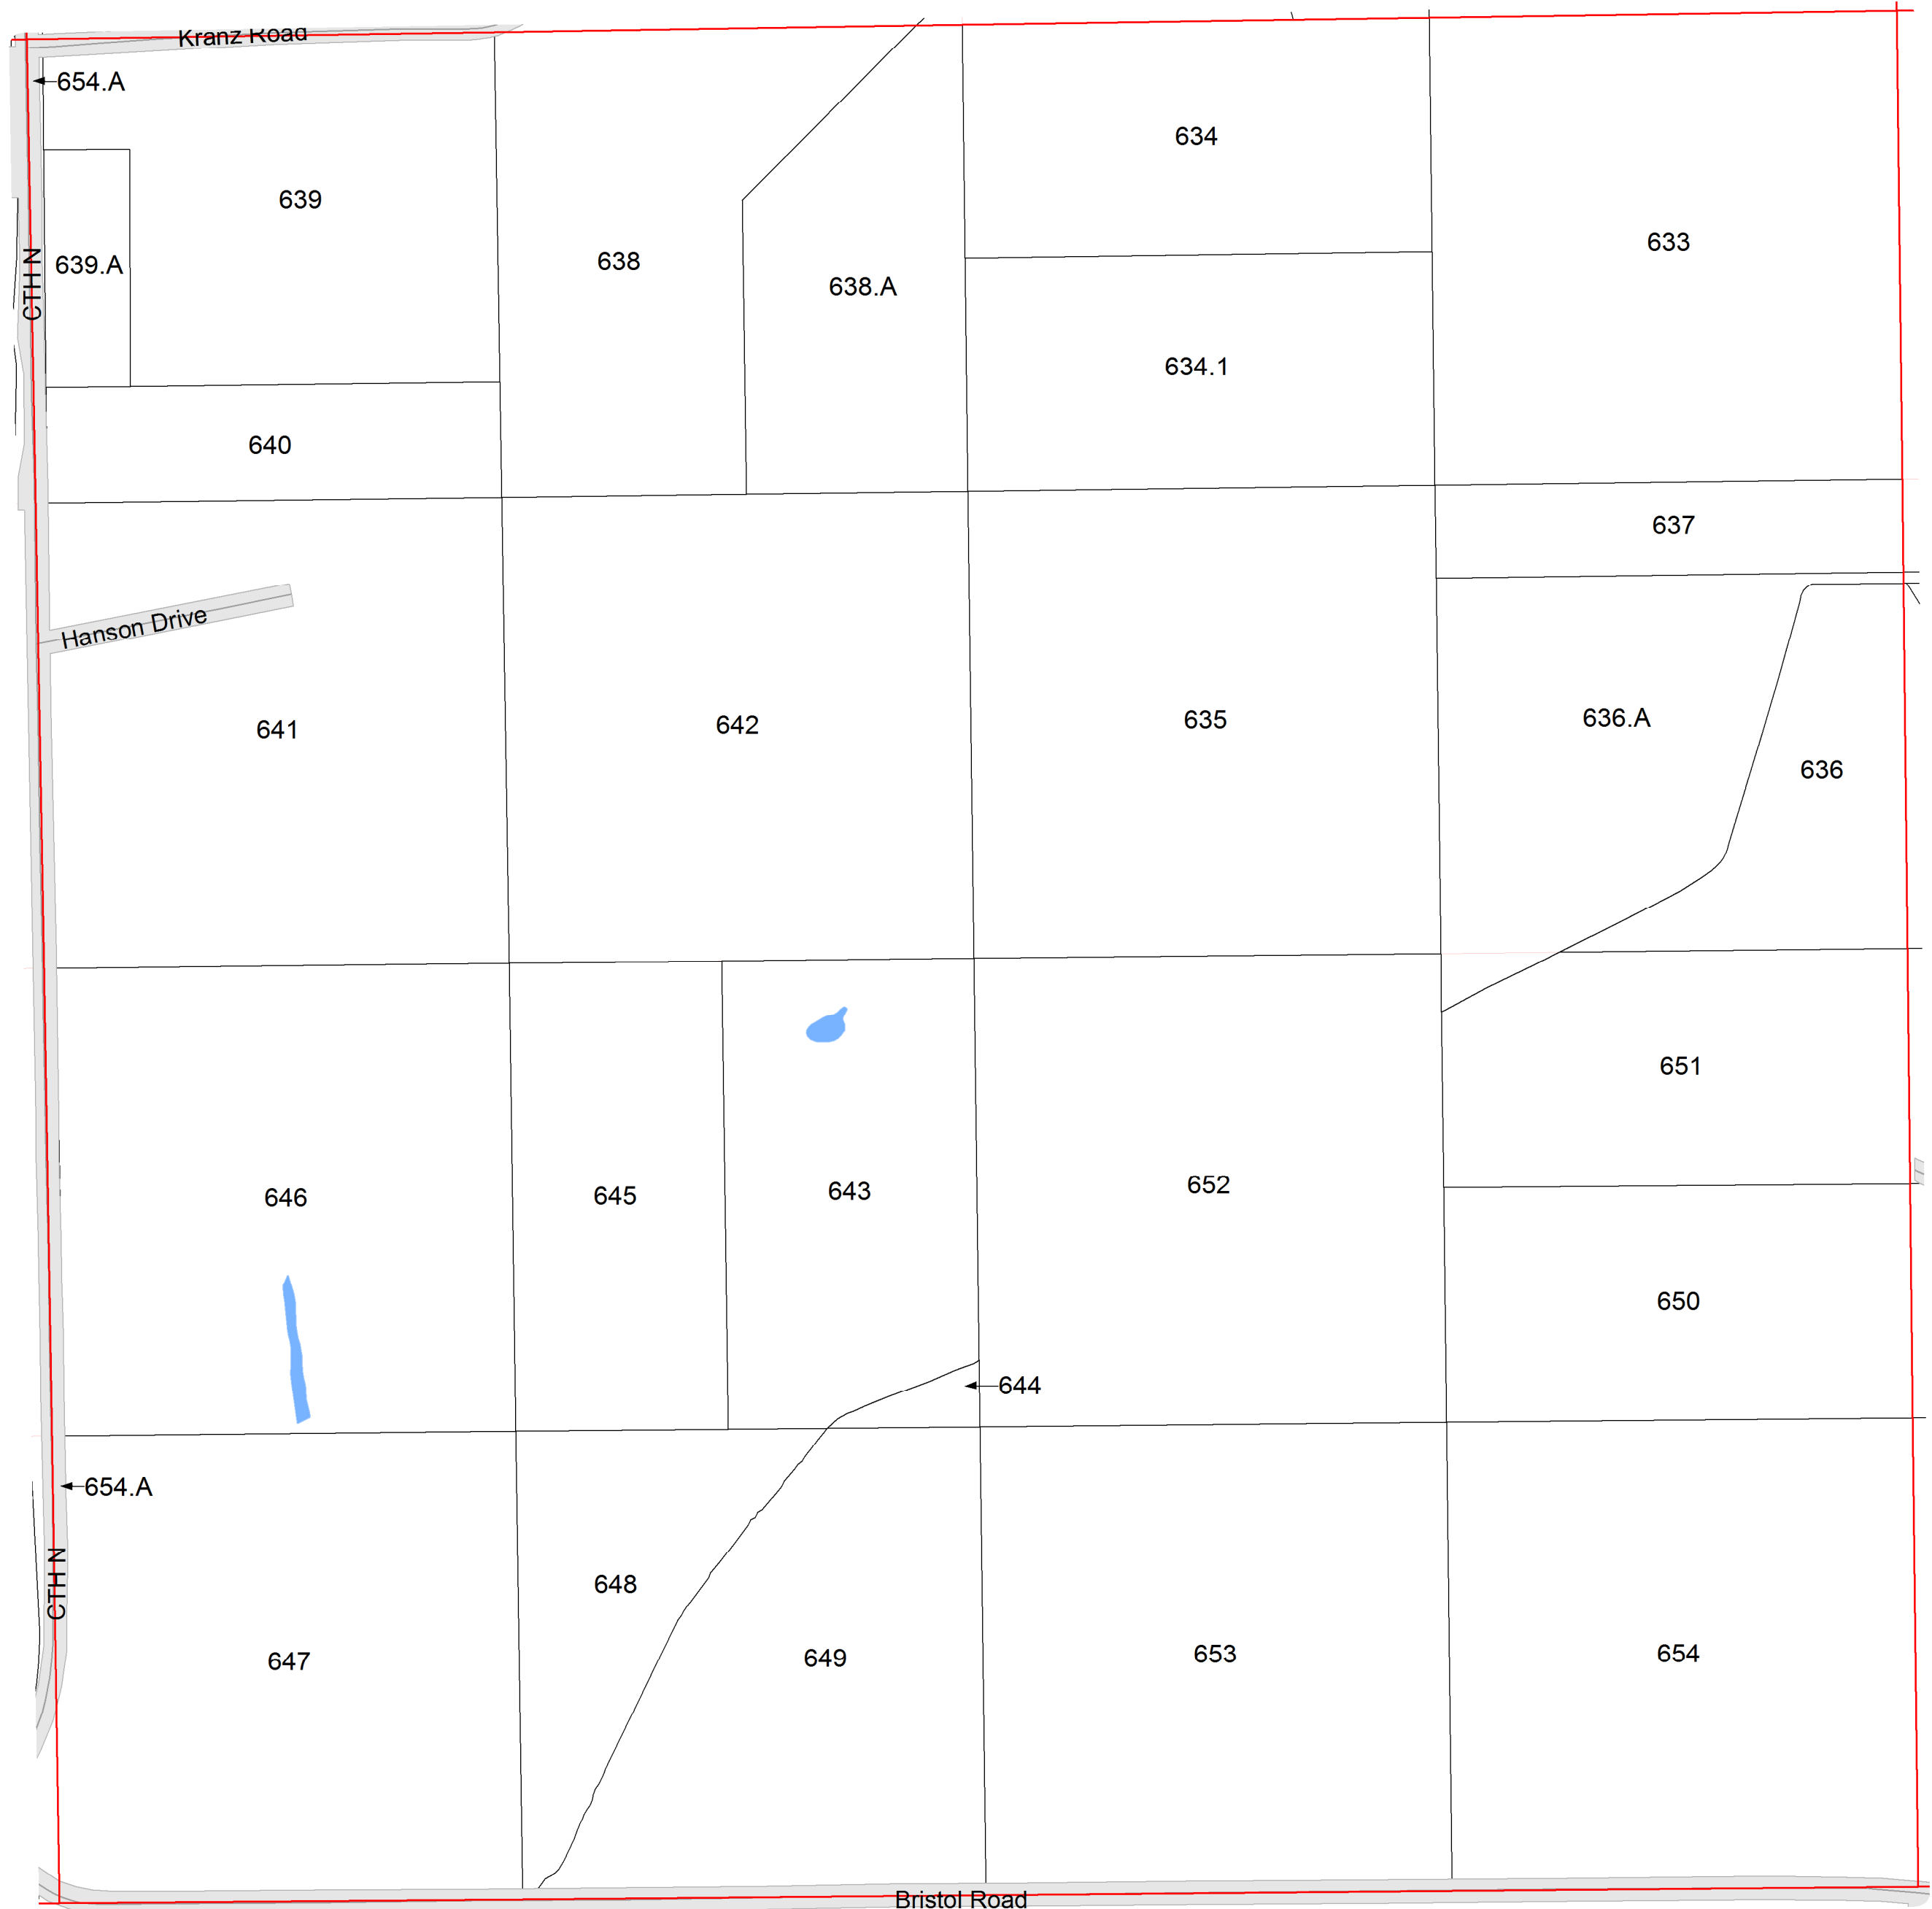 Kranz Road
654.A
634
639
633
638
639.A
CTH N
638.A
634.1
640
637
Hanson Drive
641
642
635
636.A
636
651
646
645
643
652
650
644
654.A
CTH N
648
647
649
653
654
Bristol Road